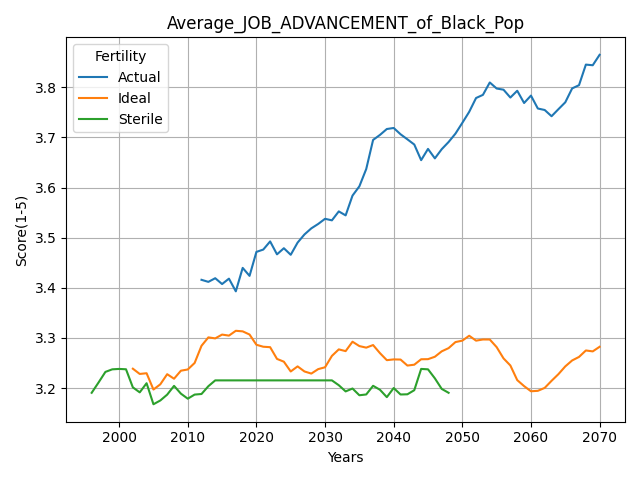 Average_JOB_ADVANCEMENT_of_Black_Pop
Fertility
Actual
Ideal
Sterile
Score(1-5)
3.8
3.7
3.6
3.5
3.4
3.3
3.2
2000 2010 2020 2030 2040 2050 2060 2070
Years